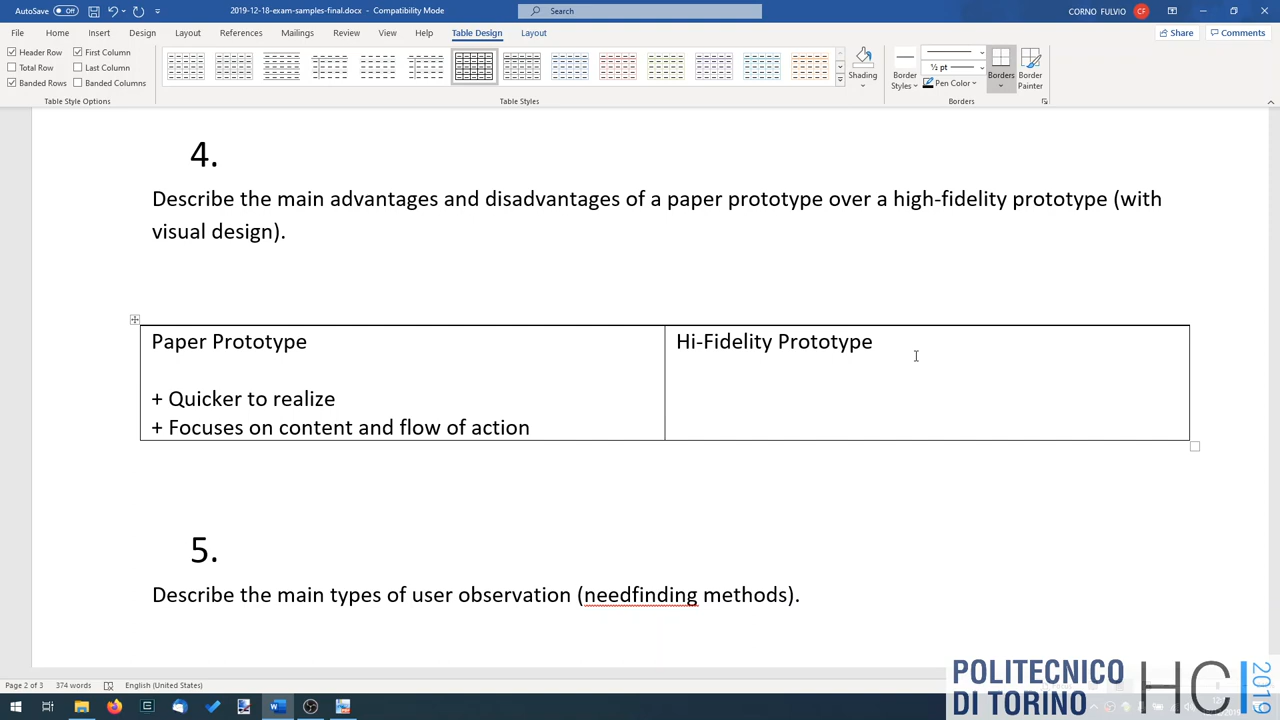 AutoSave Off
2019-12-18-exam-samples-final.docx - Compatibility Mode
Search
CORNO FULVIO CF
File Home Insert Draw Design Layout References Mailings Review View Help Table Design Layout Share Comments
Header Row First Column
Total Row Last Column
Banded Rows Banded Columns
Table Style Options
Table Styles
Shading
Border Styles
½ pt
Pen Color
Borders
Border Painter
Borders
4.
Describe the main advantages and disadvantages of a paper prototype over a high-fidelity prototype (with
visual design).
Paper Prototype
+ Quicker to realize
+ Focuses on content and flow of action
Hi-Fidelity Prototype
5.
Describe the main types of user observation (needfinding methods).
Page 2 of 3 374 words English (United States)
POLITECNICO
DI TORINO
HCI
2019